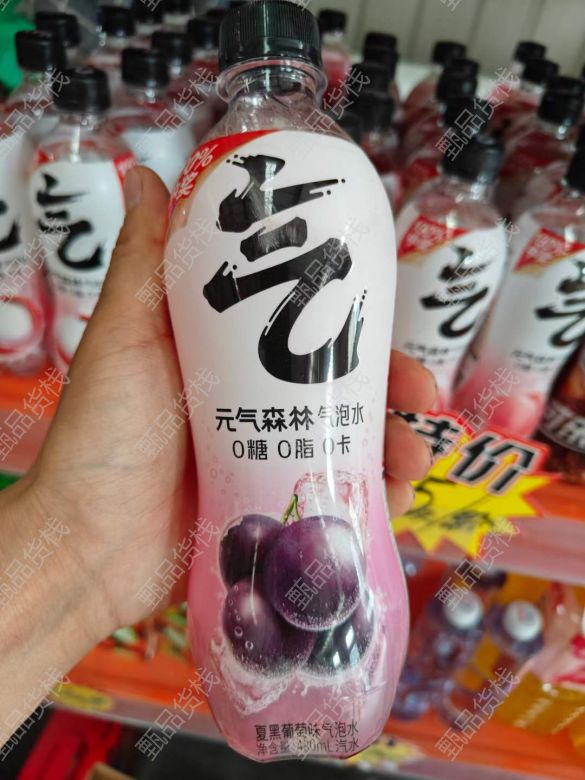 气
元气森林气泡水
0糖 0脂 0卡
夏黑葡萄味气泡水
净含量:480mL 汽水
特价
甄品货栈